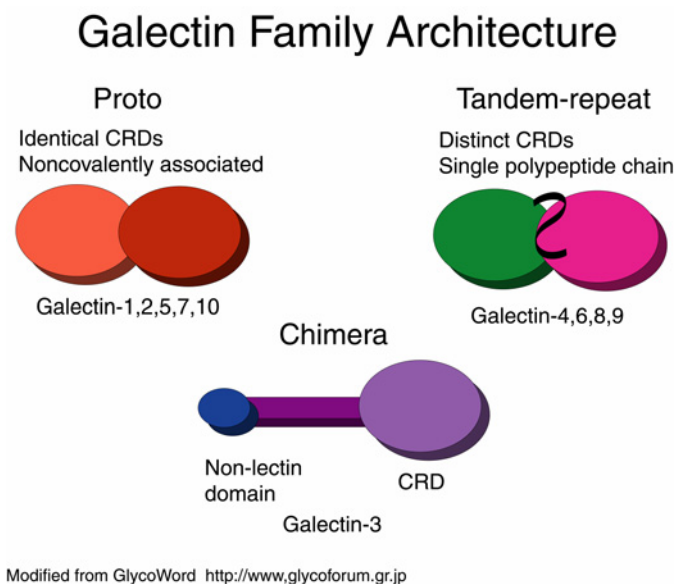 Galectin Family Architecture
Proto
Identical CRDs
Noncovalently associated
Galectin-1,2,5,7,10
Tandem-repeat
Distinct CRDs
Single polypeptide chain
Galectin-4,6,8,9
Chimera
Non-lectin
domain
CRD
Galectin-3
Modified from GlycoWord http://www,glycoforum.gr.jp